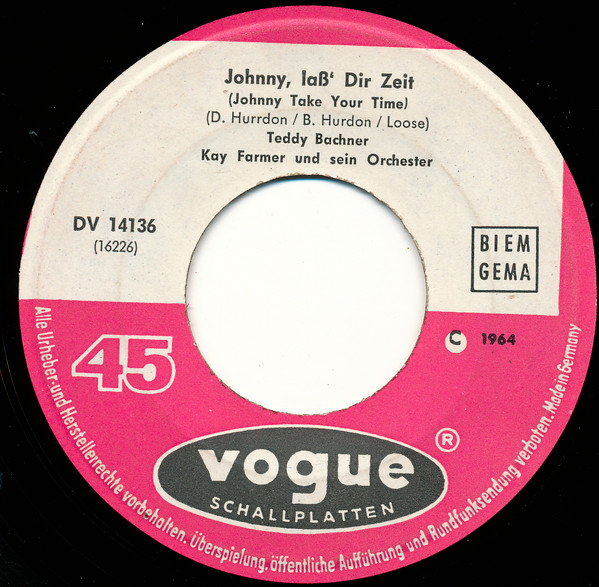 Johnny, laß' Dir Zeit
(Johnny Take Your Time)
(D. Hurrdon / B. Hurdon / Loose)
Teddy Bachner
Kay Farmer und sein Orchester
DV 14136
(16226)
BIEM
GEMA
45
C 1964
vogue ®
SCHALLPLATTEN
Alle Urheber-und Herstellerrechte vorbehalten. Überspielung, öffentliche Aufführung und Rundfunksendung verboten. Made in Germany